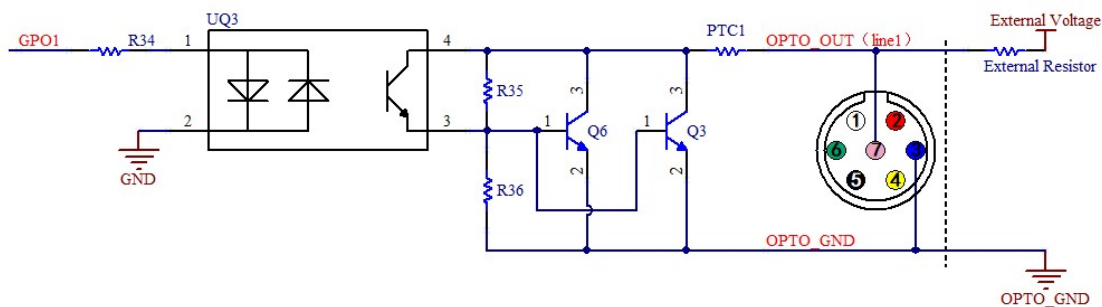 UQ3
External Voltage
GPO1
R34
1
4
PTC1
OPTO_OUT（line1）
External Resistor
R35
3
3
1
2
2
3
1
Q6
1
Q3
6
7
3
GND
R36
2
2
5
4
OPTO_GND
OPTO_GND